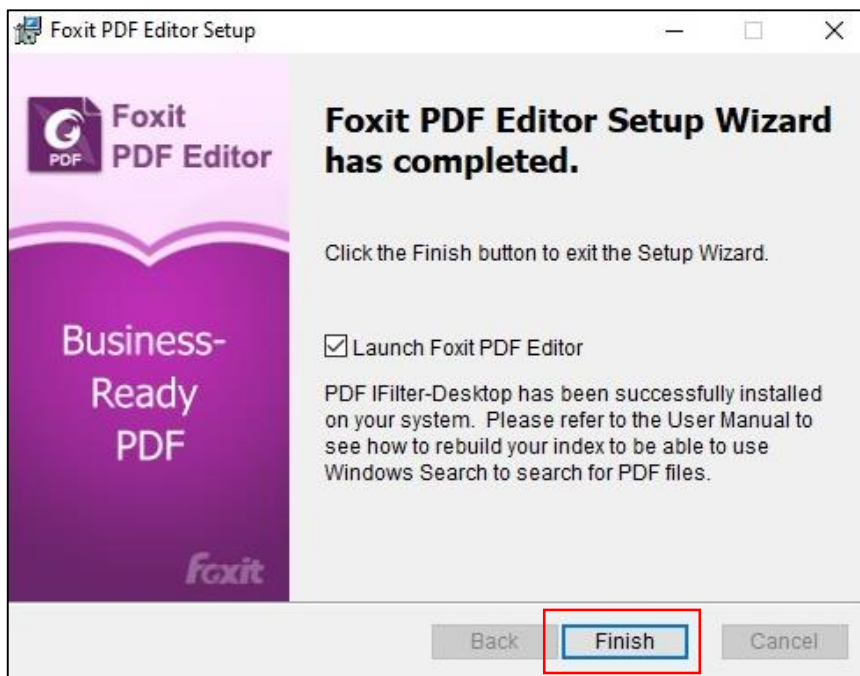 Foxit PDF Editor Setup
Foxit
PDF Editor
PDF
Foxit PDF Editor Setup Wizard
has completed.
Click the Finish button to exit the Setup Wizard.
Launch Foxit PDF Editor
PDF IFilter-Desktop has been successfully installed
on your system.  Please refer to the User Manual to
see how to rebuild your index to be able to use
Windows Search to search for PDF files.
Business-
Ready
PDF
Foxit
Back
Finish
Cancel